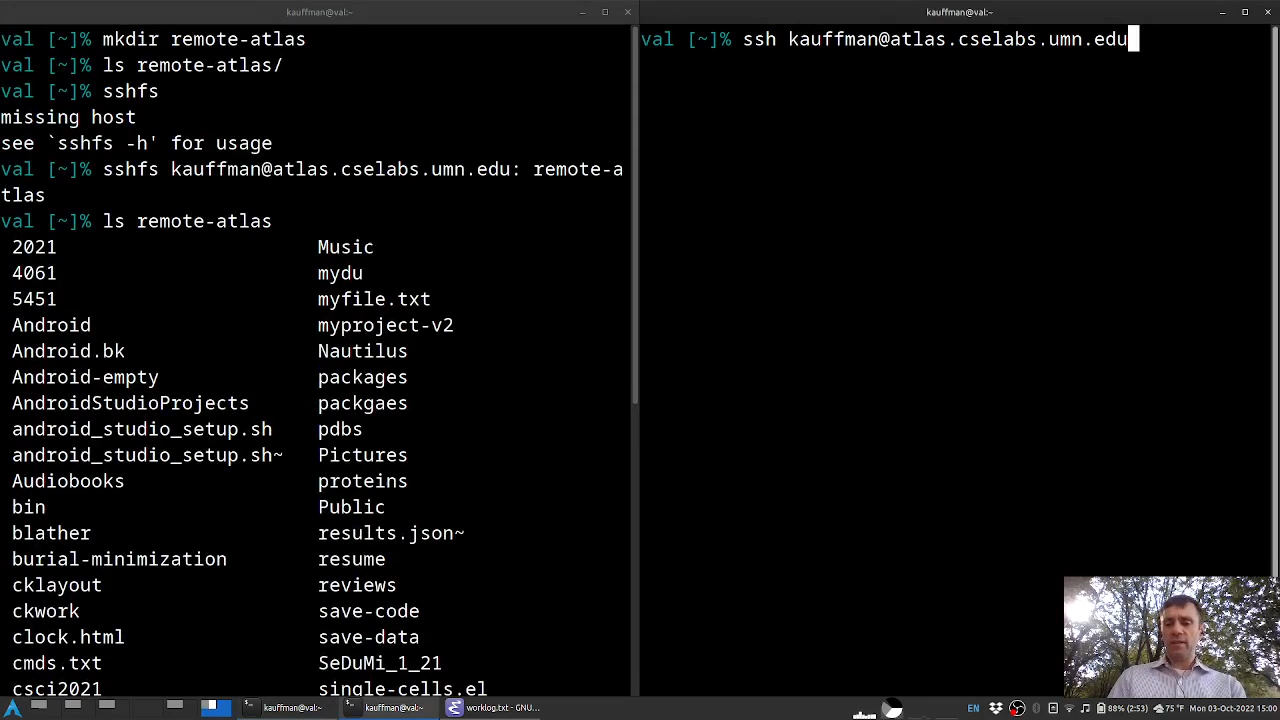 kauffman@val:~
val [~]% mkdir remote-atlas
val [~]% ls remote-atlas/
val [~]% sshfs
missing host
see `sshfs -h' for usage
val [~]% sshfs kauffman@atlas.cselabs.umn.edu: remote-a
tlas
val [~]% ls remote-atlas
2021 Music
4061 mydu
5451 myfile.txt
Android myproject-v2
Android.bk Nautilus
Android-empty packages
AndroidStudioProjects packgaes
android_studio_setup.sh pdbs
android_studio_setup.sh~ Pictures
Audiobooks proteins
bin Public
blather results.json~
burial-minimization resume
cklayout reviews
ckwork save-code
clock.html save-data
cmds.txt SeDuMi_1_21
csci2021 single-cells.el
kauffman@val:~
val [~]% ssh kauffman@atlas.cselabs.umn.edu
kauffman@val:~ kauffman@val:~ worklog.txt - GNU... EN 88% (2:53) 75°F Mon 03-Oct-2022 15:00